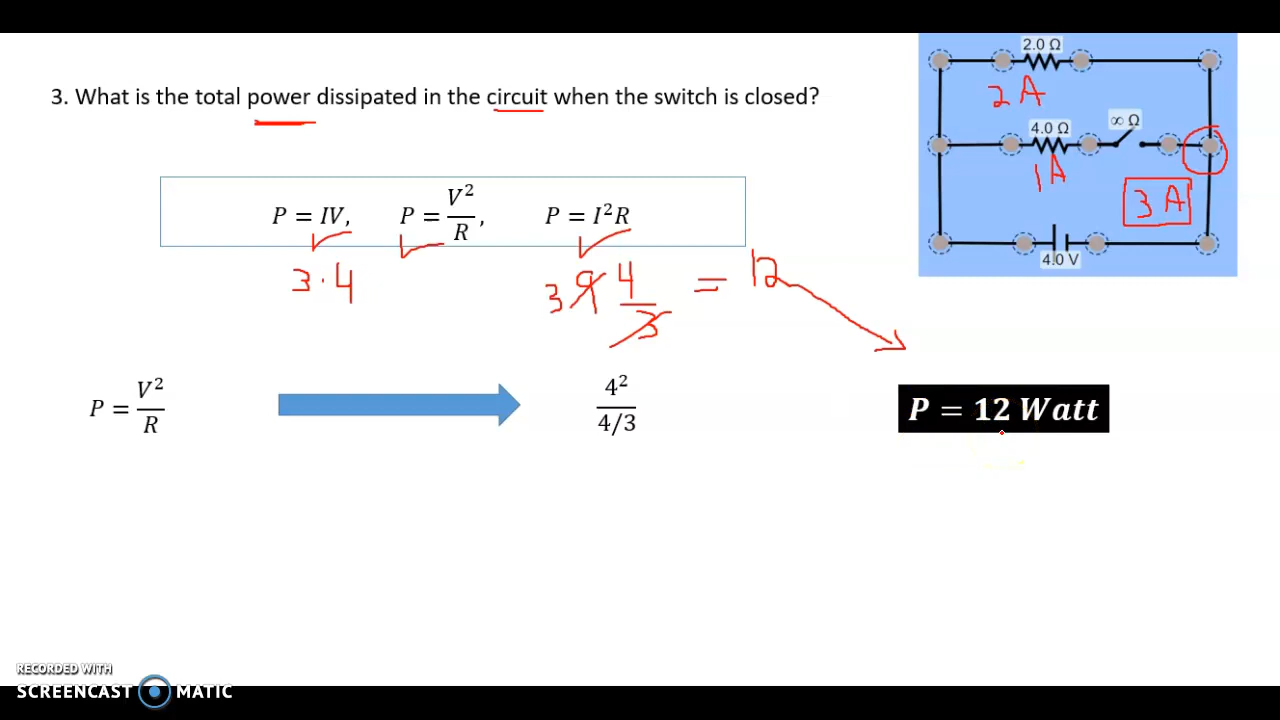 3. What is the total power dissipated in the circuit when the switch is closed?
P = IV, P = V²/R, P = I²R
3 · 4
3 9 4/3 = 12
P = V²/R
4²/4/3
P = 12 Watt
2.0 Ω
2 A
4.0 Ω
∞ Ω
1 A
3 A
4.0 V
RECORDED WITH
SCREENCAST MATIC